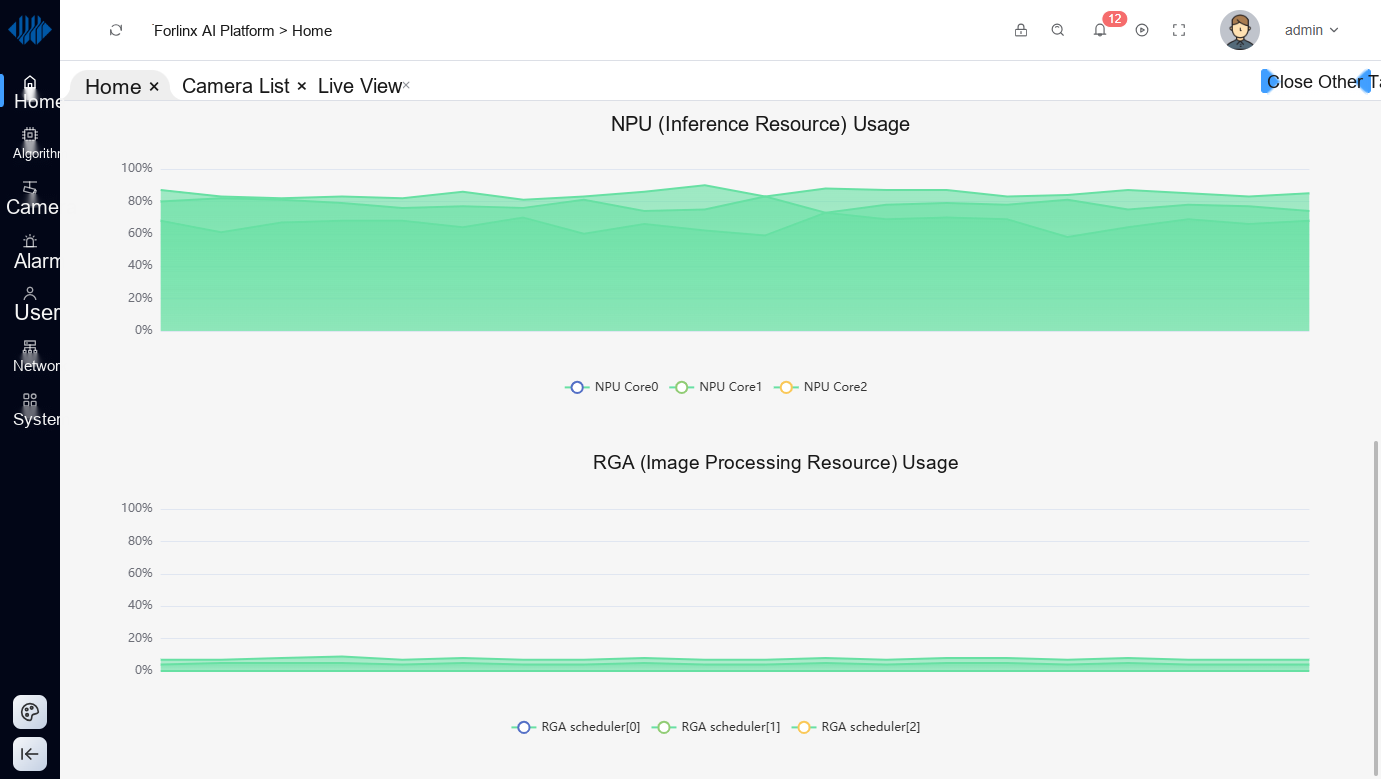 Forlinx AI Platform > Home
12
admin
Home × Camera List × Live View×
Close Other Ta
Home
Algorithm
Came
Alarm
User
Networ
System
NPU (Inference Resource) Usage
100%
80%
60%
40%
20%
0%
NPU Core0 NPU Core1 NPU Core2
RGA (Image Processing Resource) Usage
100%
80%
60%
40%
20%
0%
RGA scheduler[0] RGA scheduler[1] RGA scheduler[2]